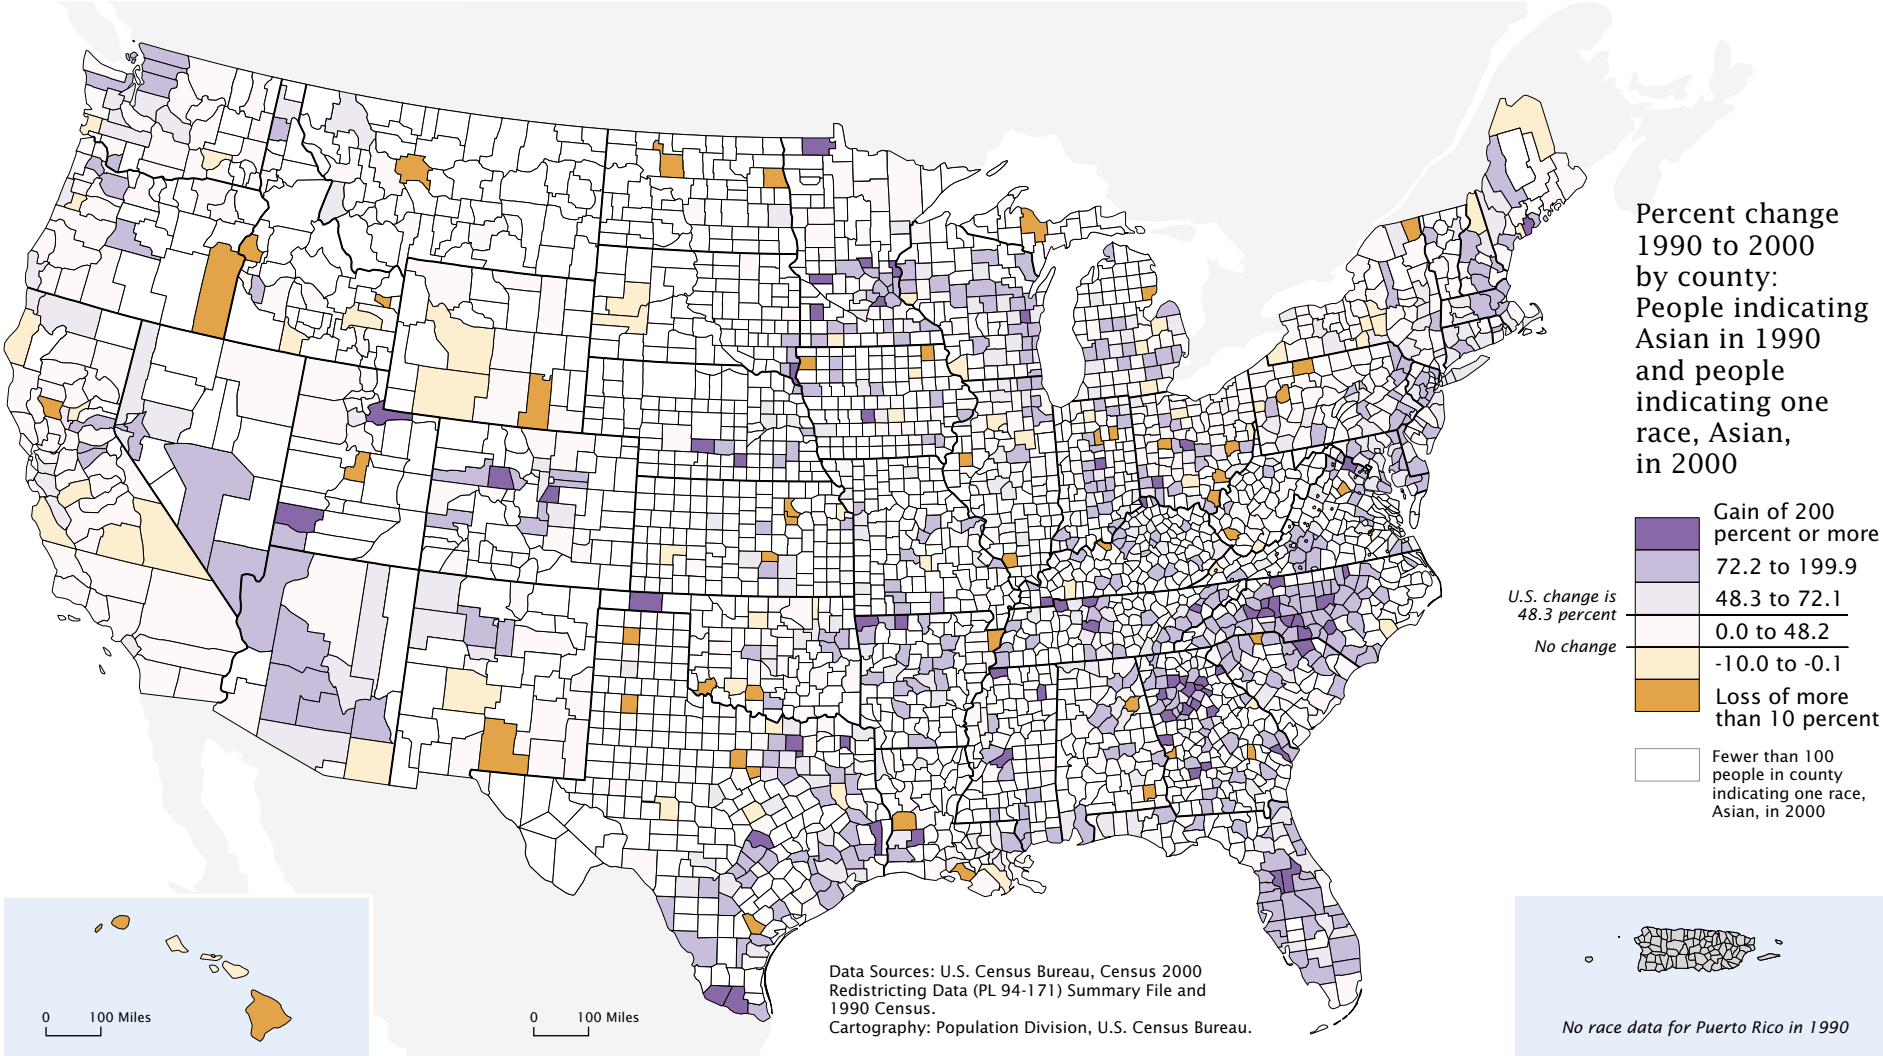 Percent change
1990 to 2000
by county:
People indicating
Asian in 1990
and people
indicating one
race, Asian,
in 2000
Gain of 200
percent or more
72.2 to 199.9
48.3 to 72.1
U.S. change is
48.3 percent
0.0 to 48.2
No change
-10.0 to -0.1
Loss of more
than 10 percent
Fewer than 100
people in county
indicating one race,
Asian, in 2000
Data Sources: U.S. Census Bureau, Census 2000
Redistricting Data (PL 94-171) Summary File and
1990 Census.
Cartography: Population Division, U.S. Census Bureau.
0 100 Miles
0 100 Miles
No race data for Puerto Rico in 1990